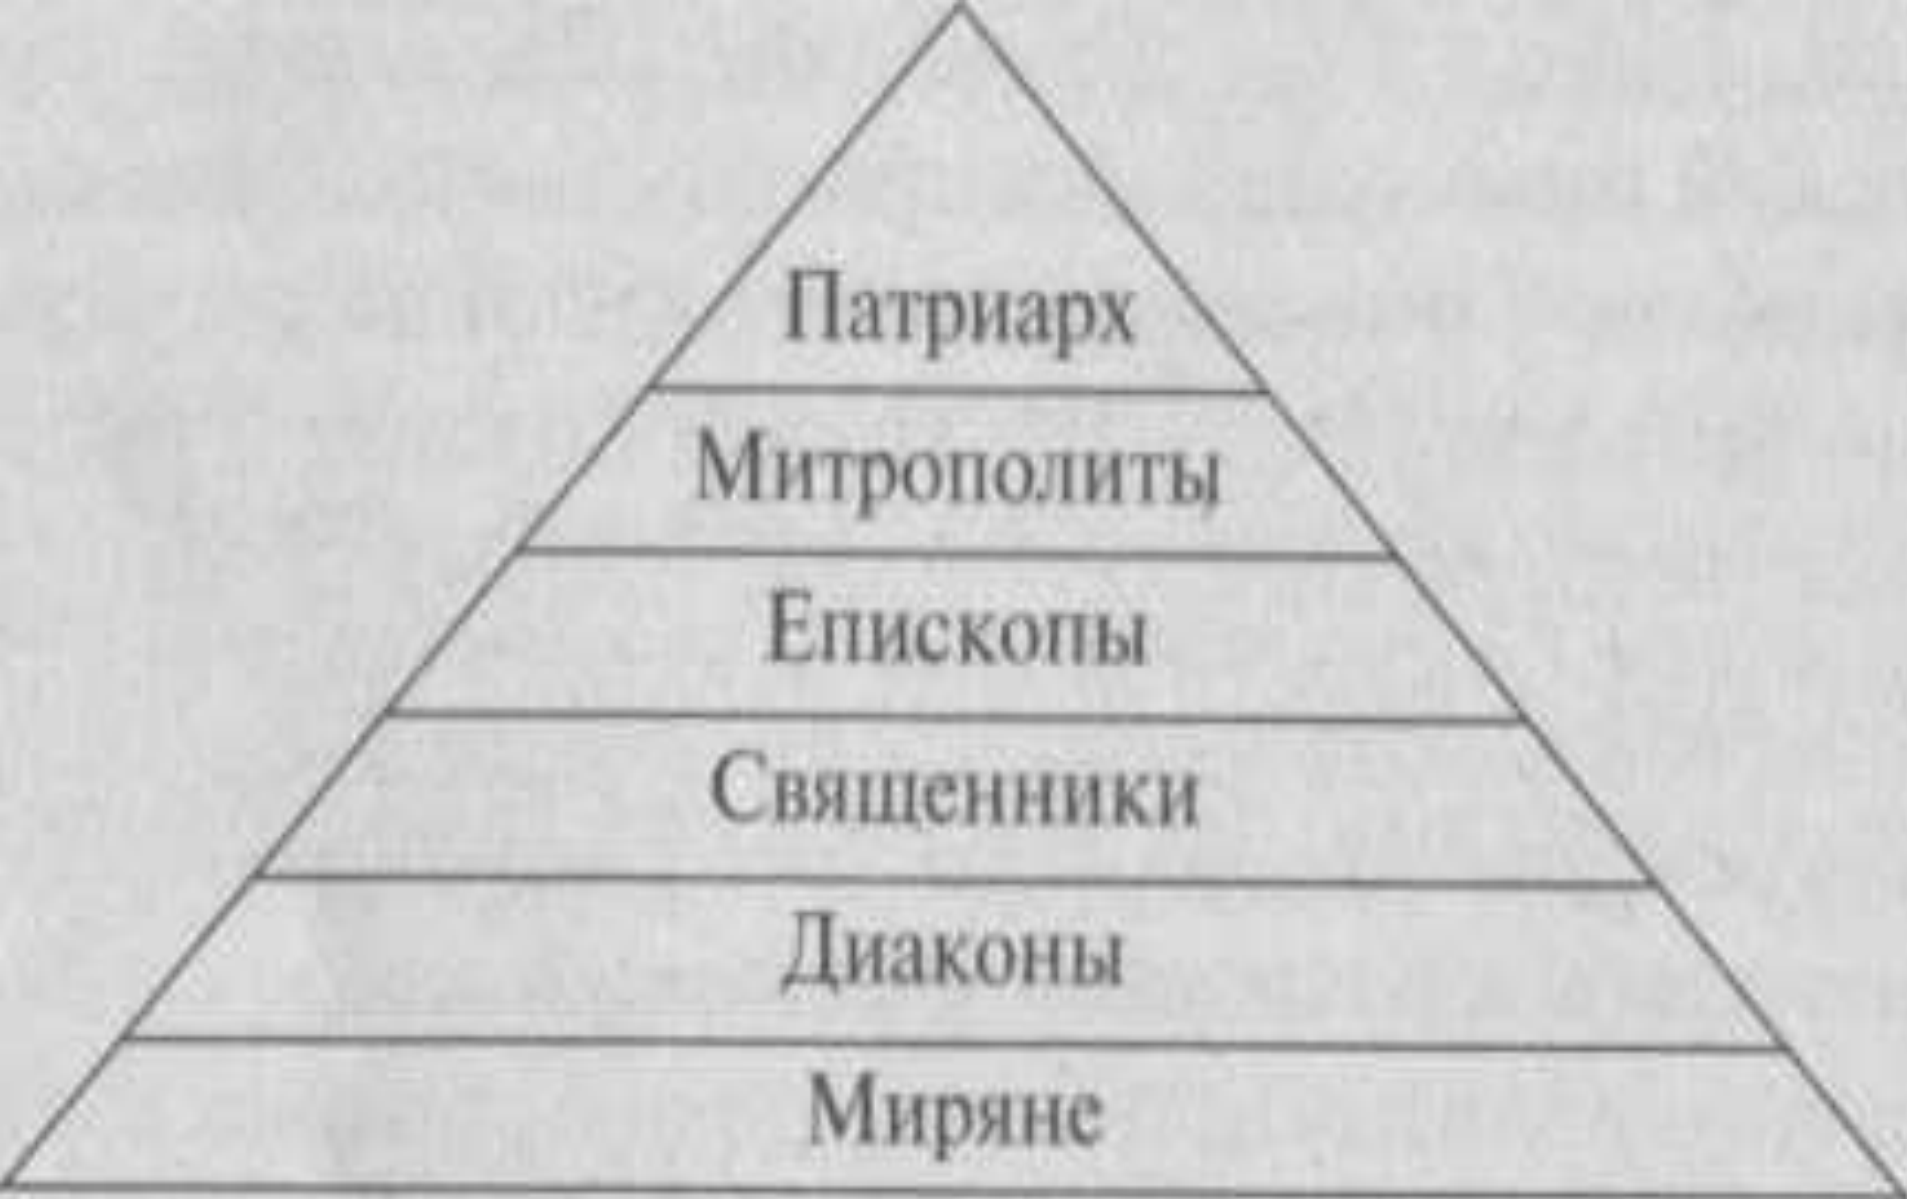 Патриарх
Митрополиты
Епископы
Священники
Диаконы
Миряне